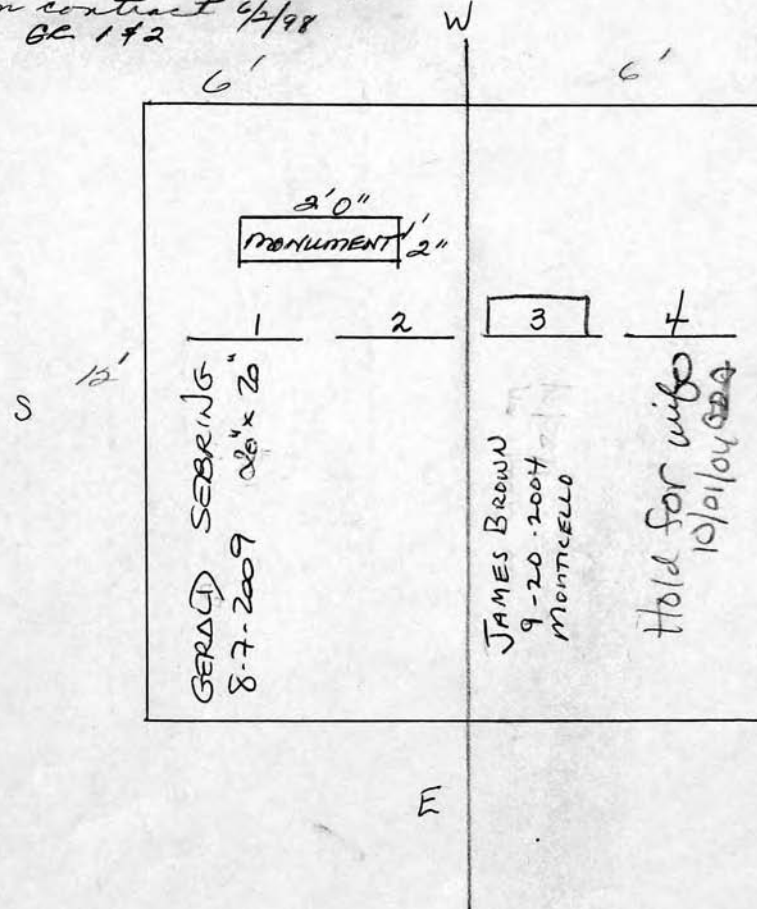 n contract 6/2/98
GR. 1 & 2
W
6'
6'
2'0"
MONUMENT
1'2"
1
2
3
4
S
12'
GERALD SEBRING
8-7-2009 20" x 20"
JAMES BROWN
9-20-2004
MONTICELLO
Hold for wife
10/01/04
E